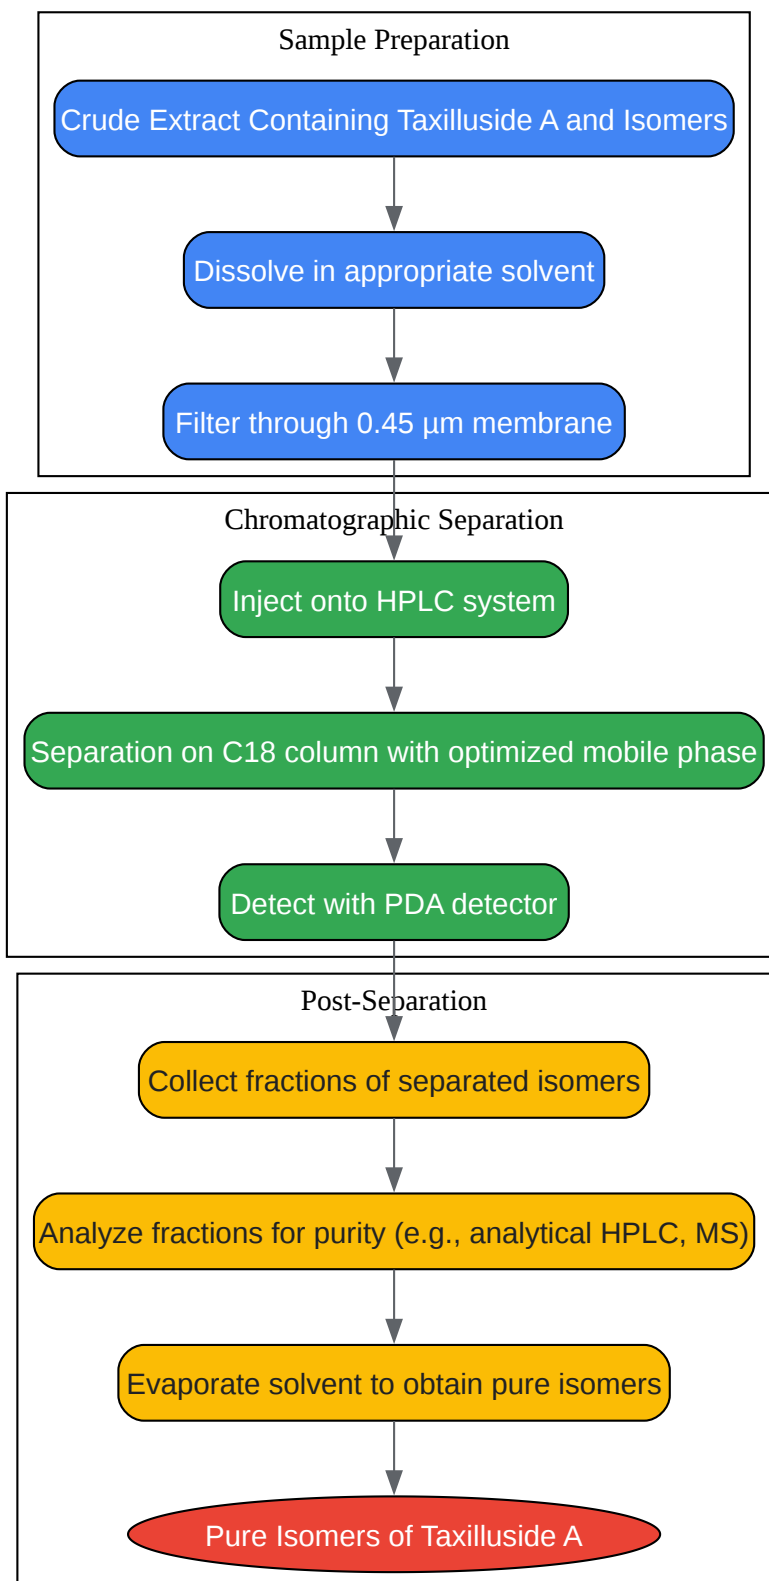 Sample Preparation
Crude Extract Containing Taxilluside A and Isomers
Dissolve in appropriate solvent
Filter through 0.45 µm membrane
Chromatographic Separation
Inject onto HPLC system
Separation on C18 column with optimized mobile phase
Detect with PDA detector
Post-Separation
Collect fractions of separated isomers
Analyze fractions for purity (e.g., analytical HPLC, MS)
Evaporate solvent to obtain pure isomers
Pure Isomers of Taxilluside A